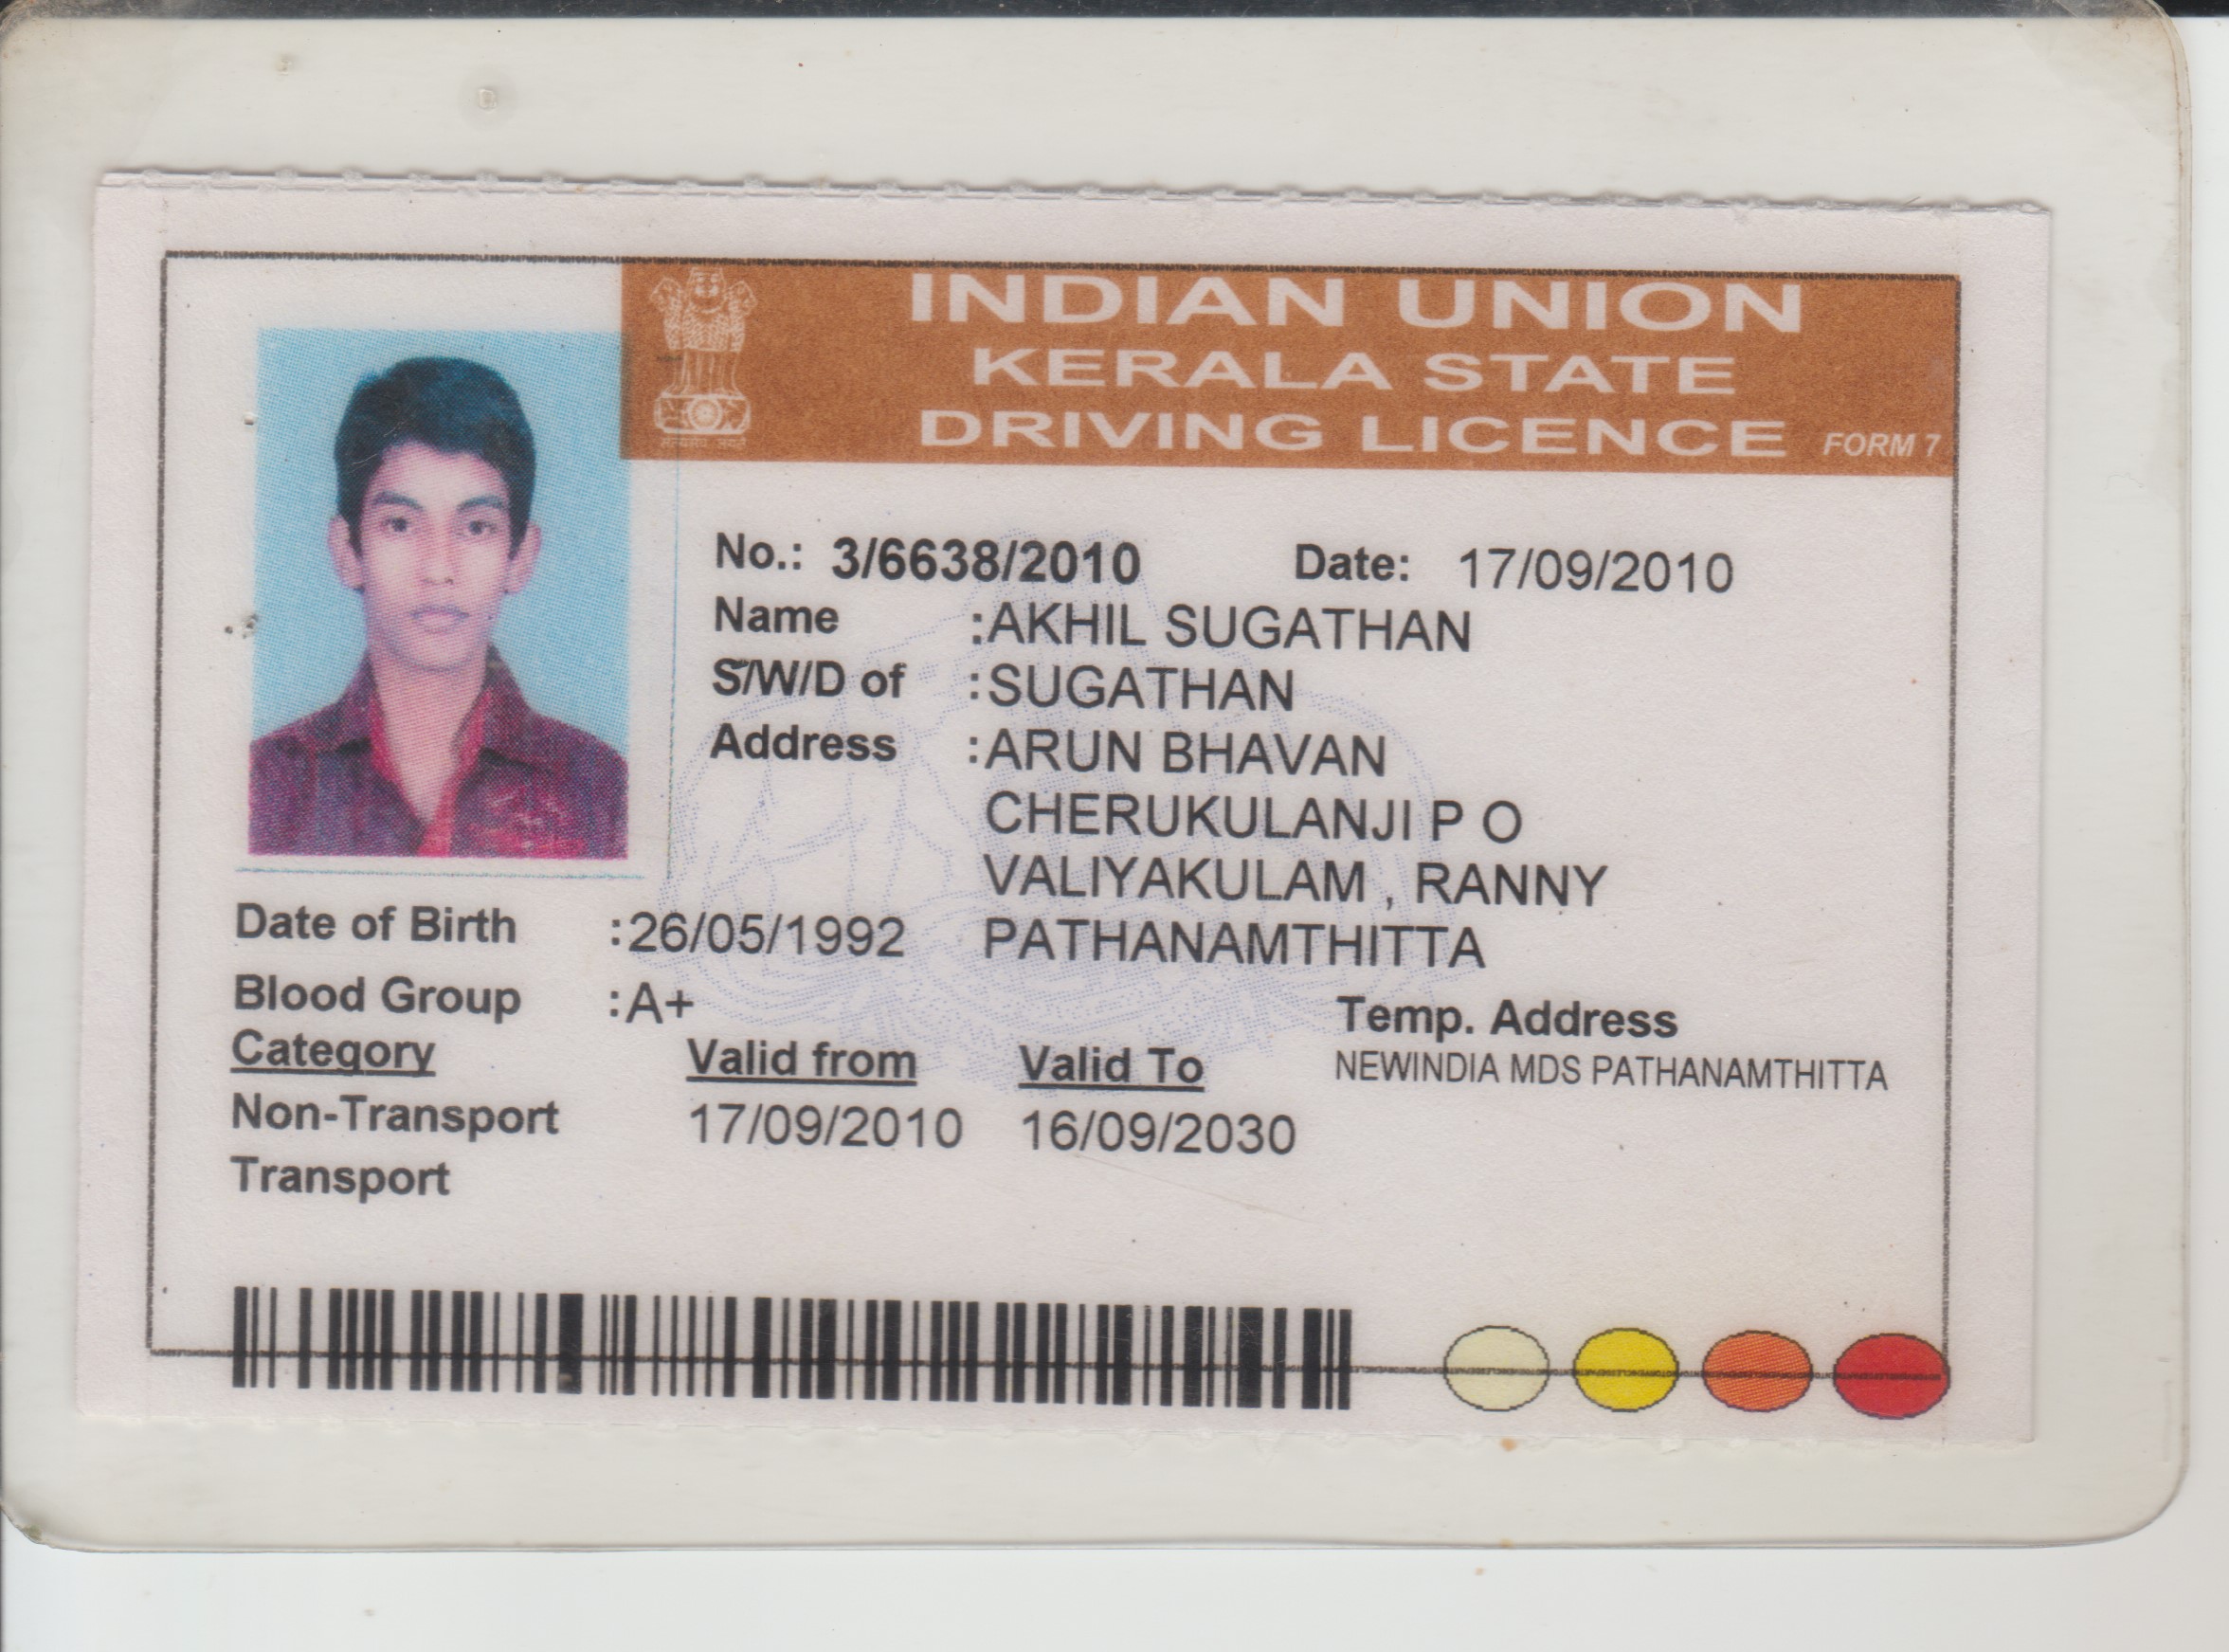 INDIAN UNION
KERALA STATE
DRIVING LICENCE FORM 7
No.: 3/6638/2010 Date: 17/09/2010
Name :AKHIL SUGATHAN
S/W/D of :SUGATHAN
Address :ARUN BHAVAN
CHERUKULANJI P O
VALIYAKULAM , RANNY
PATHANAMTHITTA
Date of Birth :26/05/1992
Blood Group :A+
Temp. Address
NEWINDIA MDS PATHANAMTHITTA
Category Valid from Valid To
Non-Transport 17/09/2010 16/09/2030
Transport